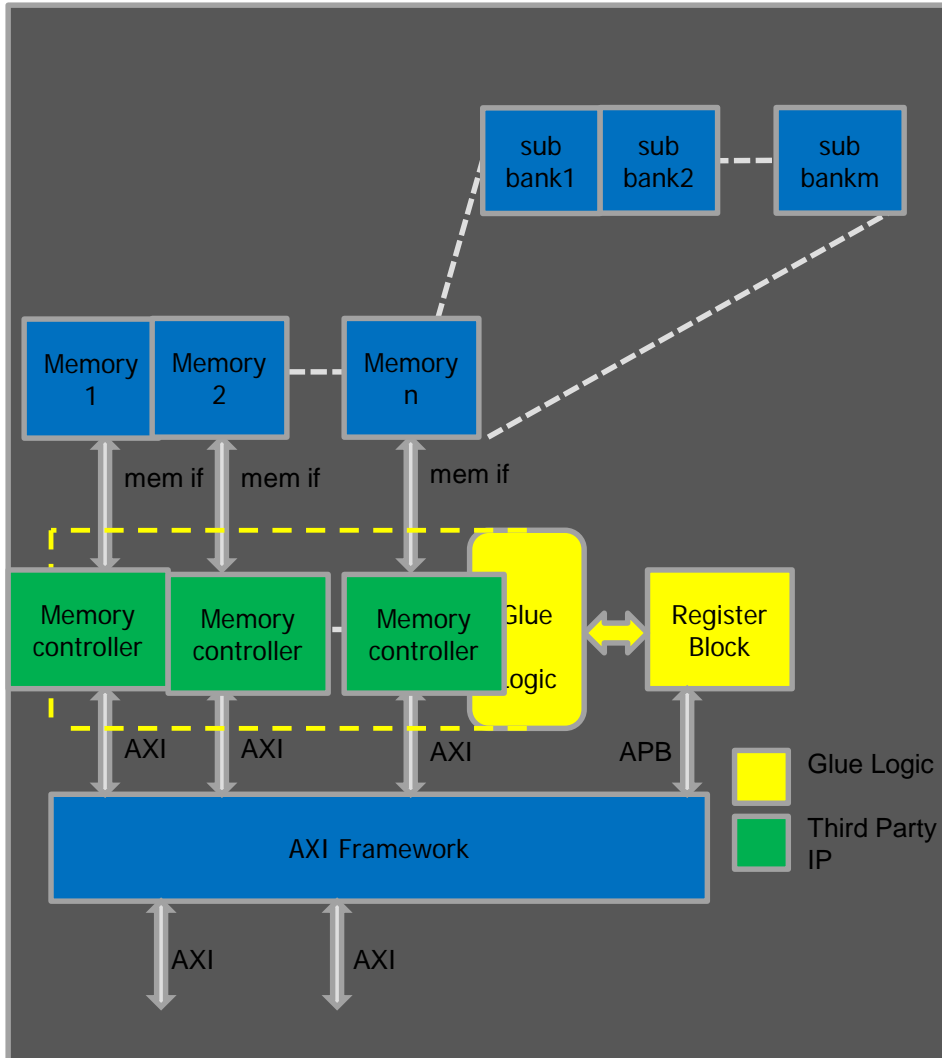 sub
bank1
sub
bank2
sub
bankm
Memory
1
Memory
2
Memory
n
mem if
mem if
mem if
Memory
controller
Memory
controller
Memory
controller
Glue
Logic
Register
Block
AXI
AXI
AXI
APB
Glue Logic
Third Party
IP
AXI Framework
AXI
AXI